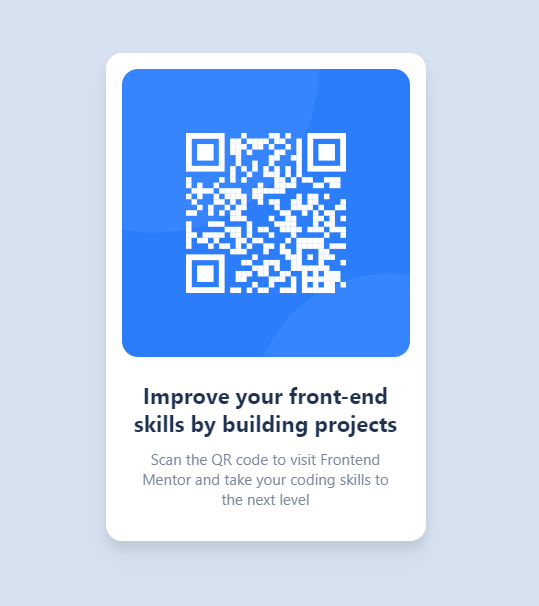 Improve your front-end
skills by building projects
Scan the QR code to visit Frontend
Mentor and take your coding skills to
the next level